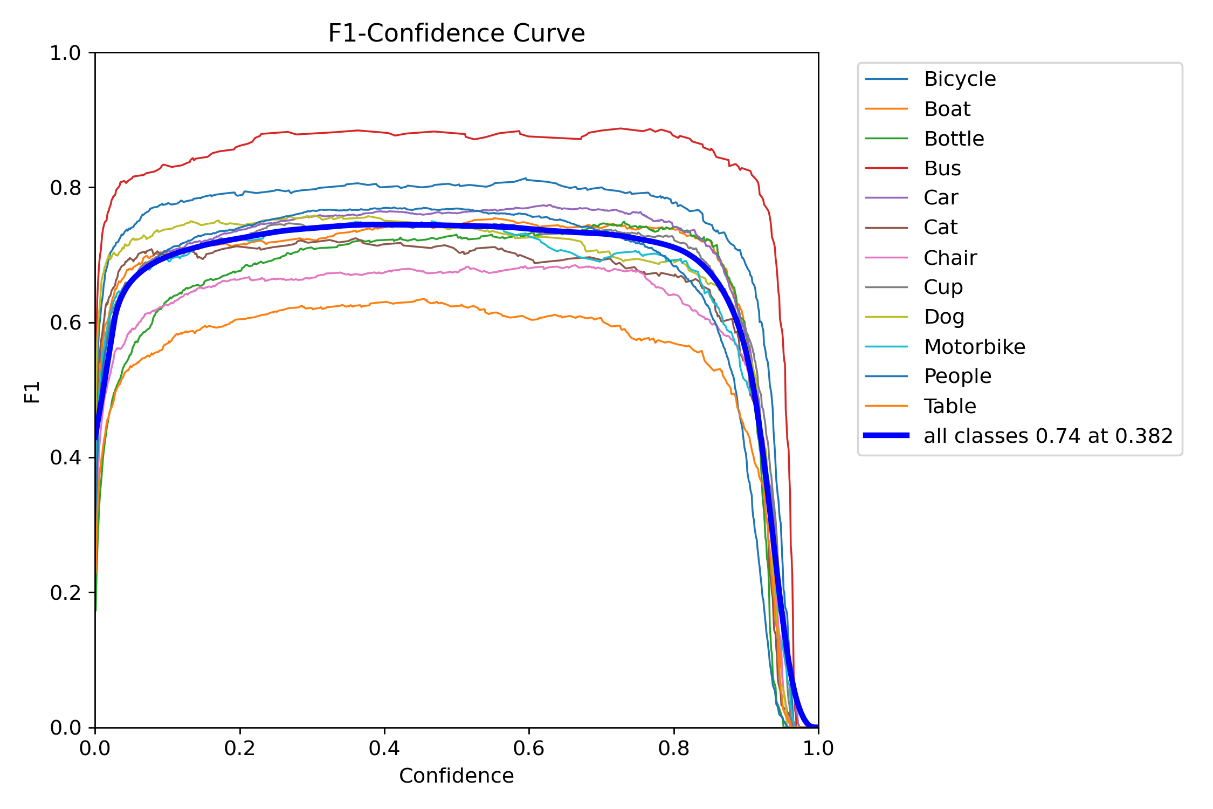 F1-Confidence Curve
1.0
0.8
0.6
0.4
0.2
0.0
F1
0.0 0.2 0.4 0.6 0.8 1.0
Confidence
Bicycle
Boat
Bottle
Bus
Car
Cat
Chair
Cup
Dog
Motorbike
People
Table
all classes 0.74 at 0.382